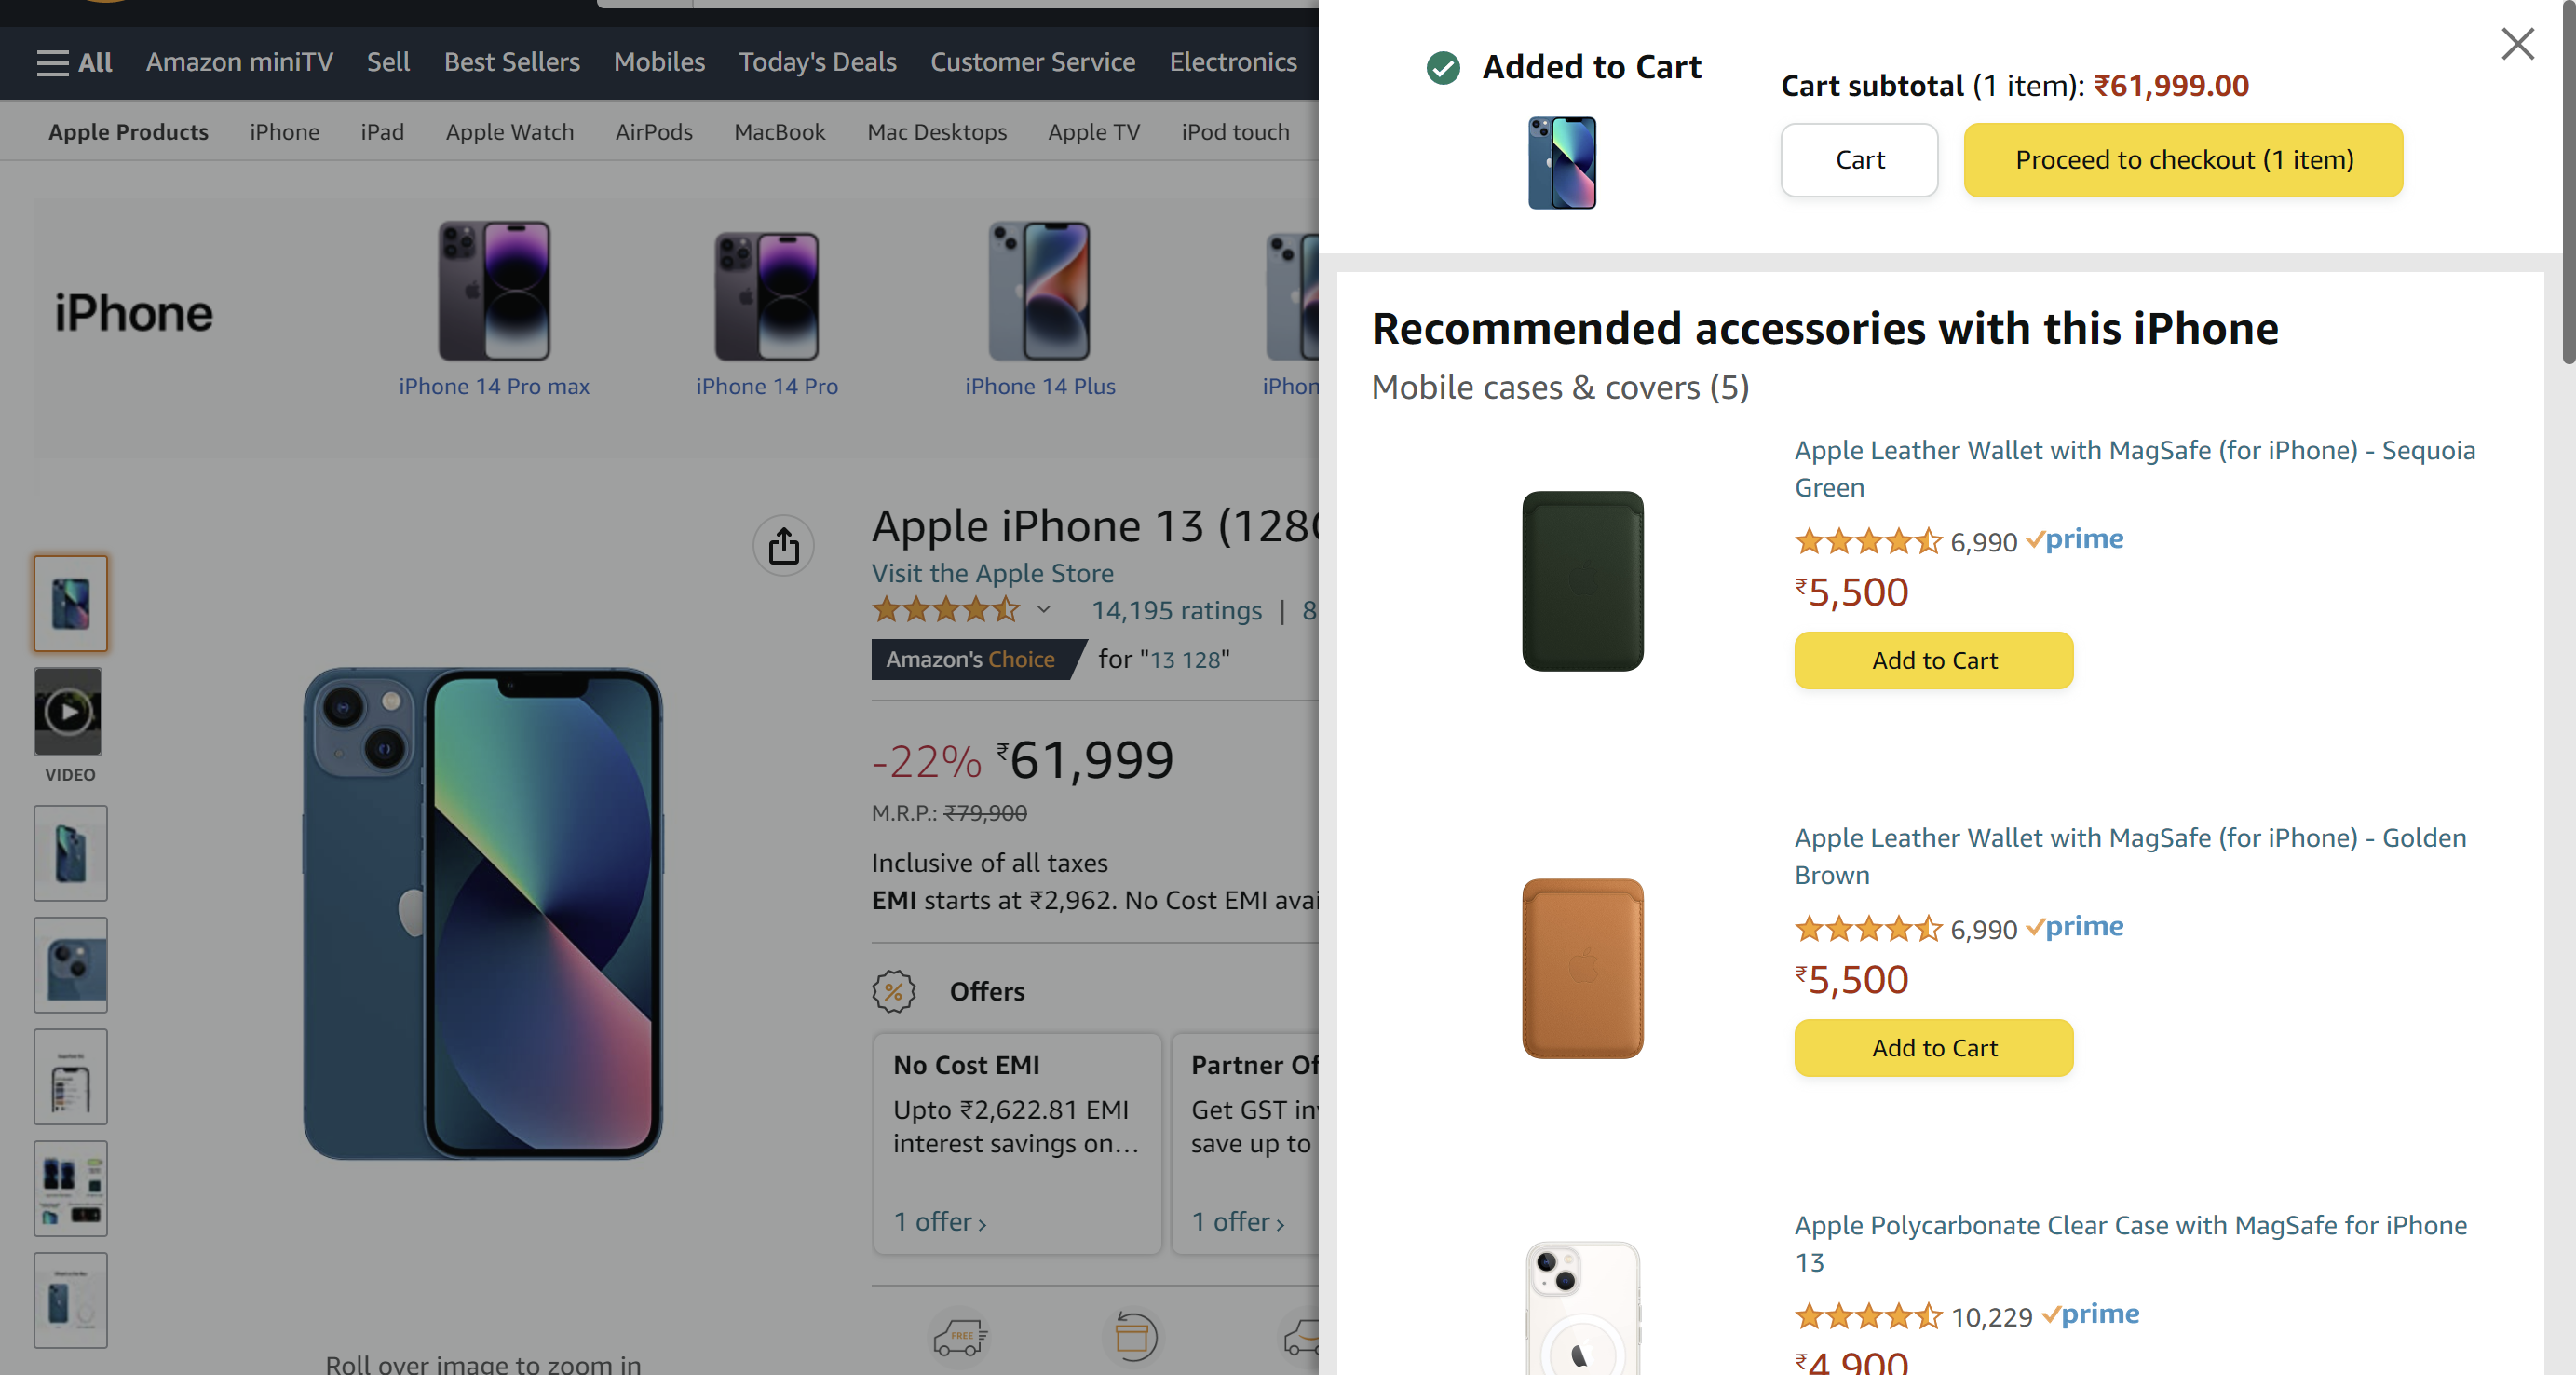 All Amazon miniTV Sell Best Sellers Mobiles Today's Deals Customer Service Electronics
Apple Products iPhone iPad Apple Watch AirPods MacBook Mac Desktops Apple TV iPod touch
iPhone
iPhone 14 Pro max iPhone 14 Pro iPhone 14 Plus
VIDEO
Roll over image to zoom in
Apple iPhone 13
Visit the Apple Store
14,195 ratings | 8
Amazon's Choice for "13 128"
-22% ₹61,999
M.R.P.: ₹79,900
Inclusive of all taxes
EMI starts at ₹2,962. No Cost EMI
Offers
No Cost EMI
Upto ₹2,622.81 EMI
interest savings on...
1 offer ›
Partner
Get GST
save up to
1 offer ›
FREE
Added to Cart
Cart subtotal (1 item): ₹61,999.00
Cart
Proceed to checkout (1 item)
Recommended accessories with this iPhone
Mobile cases & covers (5)
Apple Leather Wallet with MagSafe (for iPhone) - Sequoia
Green
6,990 prime
₹5,500
Add to Cart
Apple Leather Wallet with MagSafe (for iPhone) - Golden
Brown
6,990 prime
₹5,500
Add to Cart
Apple Polycarbonate Clear Case with MagSafe for iPhone
13
10,229 prime
₹4,900